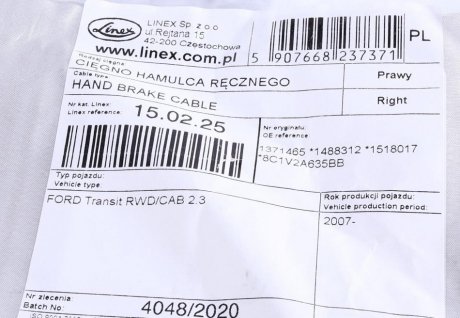 Linex
LINEX Sp. z o.o
ul Rejtana 15
42-200 Częstochowa
www.linex.com.pl
5 907668 237371
PL
Rodzaj cięgna
CIĘGNO HAMULCA RĘCZNEGO
Prawy
Cable type
HAND BRAKE CABLE
Right
Nr kat. Linex
Linex reference:
15.02.25
Nr oryginału
OE reference
1371465 *1488312 *1518017
*8C1V2A635BB
Typ pojazdu:
Vehicle type:
Rok produkcji pojazdu:
Vehicle production period:
FORD Transit RWD/CAB 2.3
2007-
Nr zlecenia:
Batch No
4048/2020